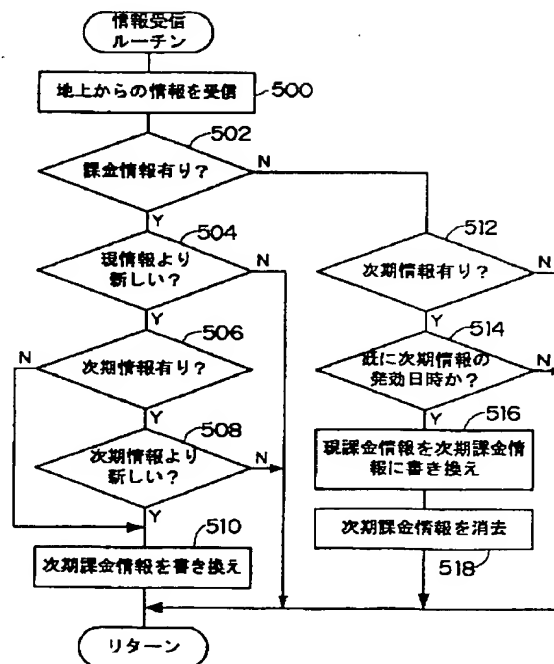 情報受信
ルーチン
地上からの情報を受信
500
502
課金情報有り？
N
Y
504
現情報より
新しい？
N
Y
506
N
次期情報有り？
Y
508
次期情報より
新しい？
N
Y
510
次期課金情報を書き換え
リターン
512
次期情報有り？
N
Y
514
既に次期情報の
発効日時か？
N
Y
516
現課金情報を次期課金情
報に書き換え
次期課金情報を消去
518